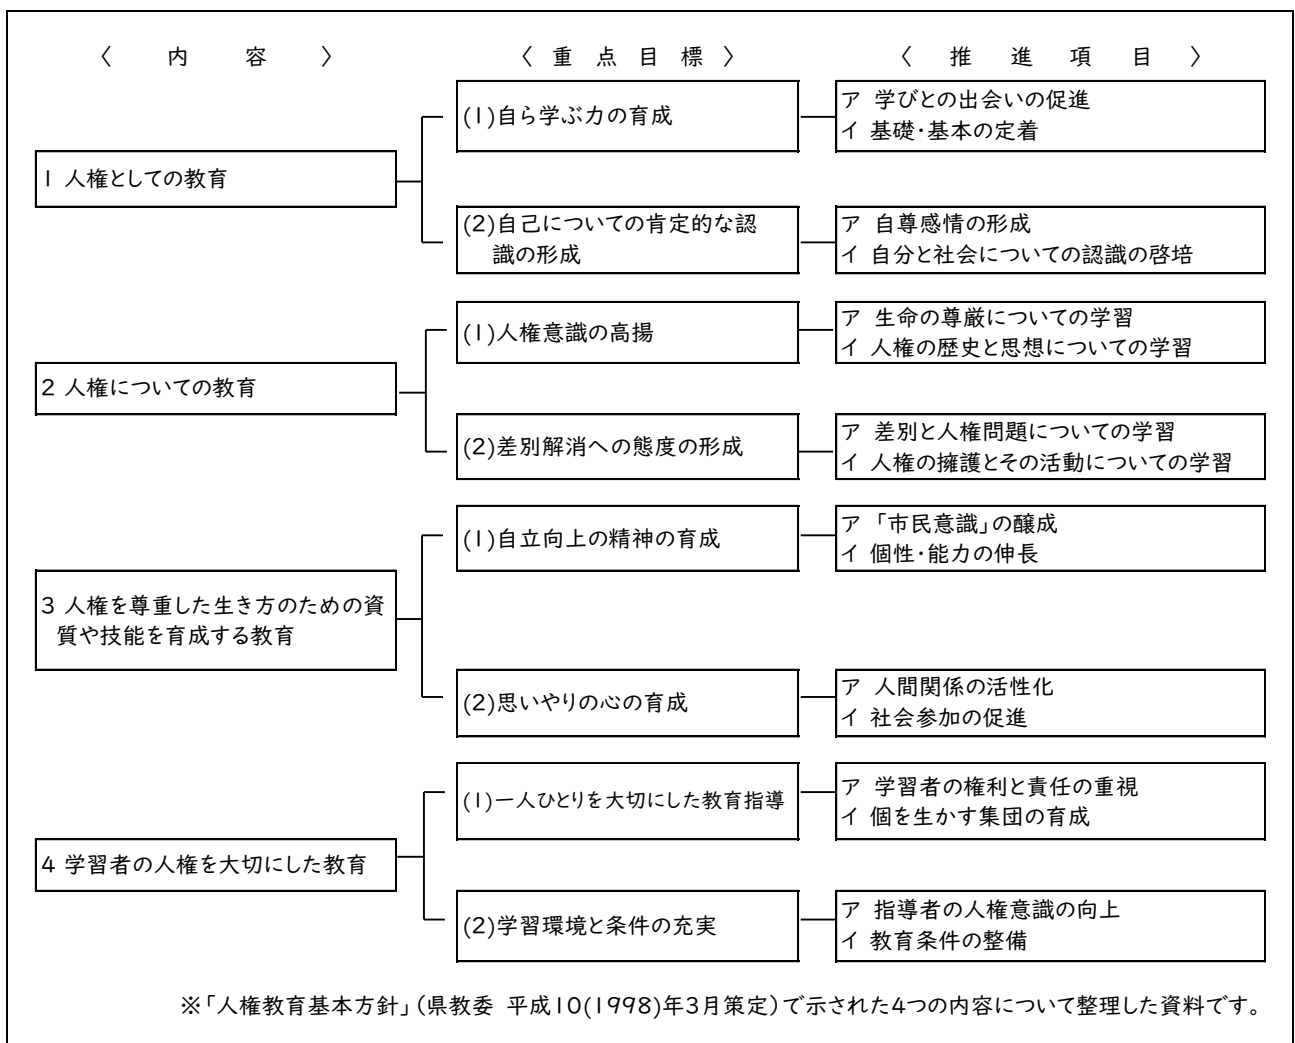 〈 内 容 〉 〈 重 点 目 標 〉 〈 推 進 項 目 〉
1 人権としての教育
(1)自ら学ぶ力の育成
ア 学びとの出会いの促進
イ 基礎・基本の定着
(2)自己についての肯定的な認
識の形成
ア 自尊感情の形成
イ 自分と社会についての認識の啓培
2 人権についての教育
(1)人権意識の高揚
ア 生命の尊厳についての学習
イ 人権の歴史と思想についての学習
(2)差別解消への態度の形成
ア 差別と人権問題についての学習
イ 人権の擁護とその活動についての学習
3 人権を尊重した生き方のための資
質や技能を育成する教育
(1)自立向上の精神の育成
ア 「市民意識」の醸成
イ 個性・能力の伸長
(2)思いやりの心の育成
ア 人間関係の活性化
イ 社会参加の促進
4 学習者の人権を大切にした教育
(1)一人ひとりを大切にした教育指導
ア 学習者の権利と責任の重視
イ 個を生かす集団の育成
(2)学習環境と条件の充実
ア 指導者の人権意識の向上
イ 教育条件の整備
※「人権教育基本方針」(県教委 平成10(1998)年3月策定)で示された4つの内容について整理した資料です。